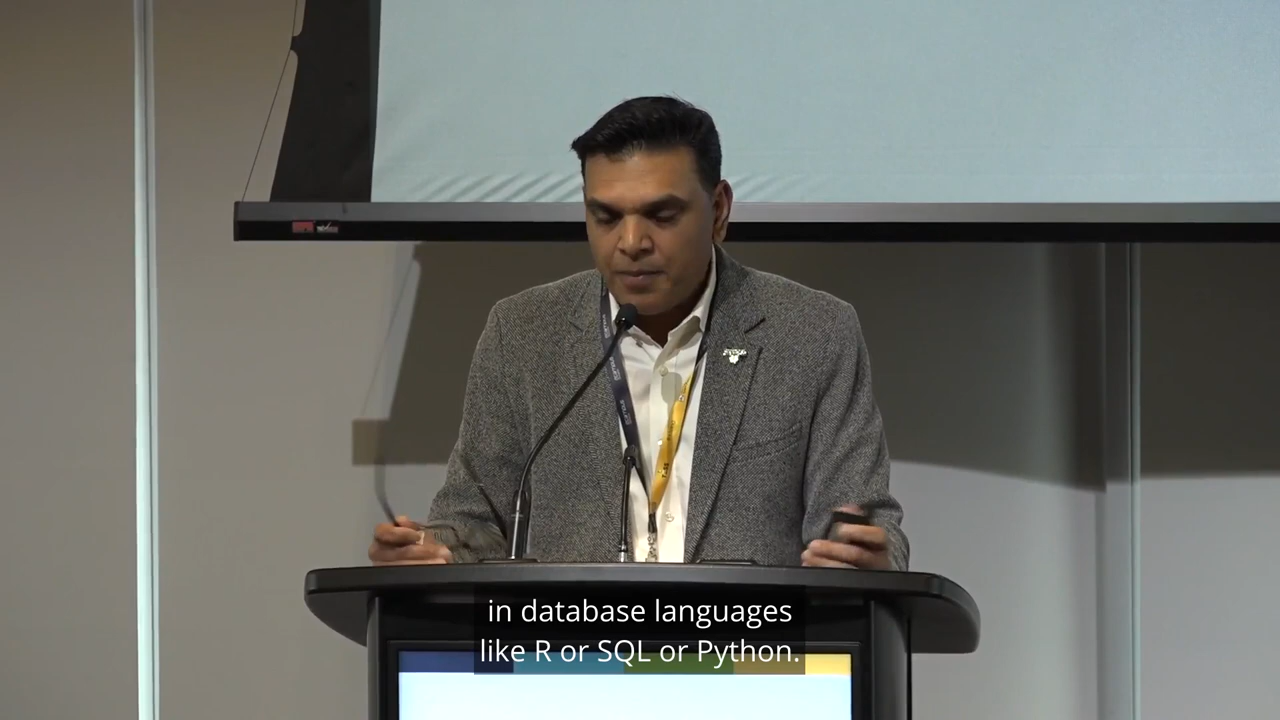 in database languages
like R or SQL or Python.